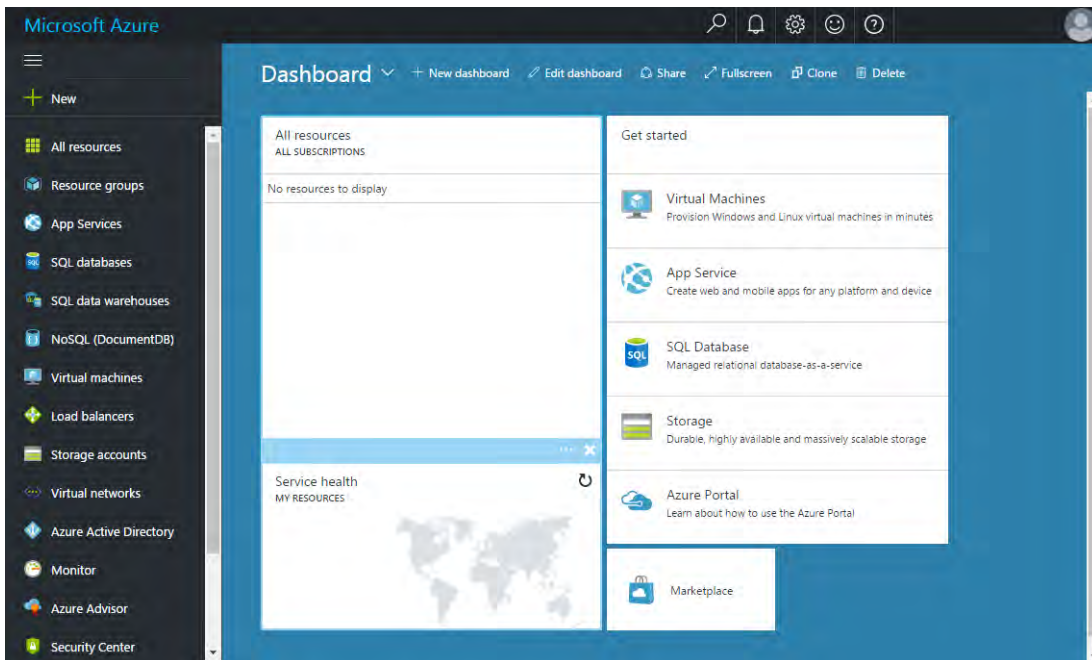 Microsoft Azure
Dashboard
New dashboard
Edit dashboard
Share
Fullscreen
Clone
Delete
New
All resources
Resource groups
App Services
SQL databases
SQL data warehouses
NoSQL (DocumentDB)
Virtual machines
Load balancers
Storage accounts
Virtual networks
Azure Active Directory
Monitor
Azure Advisor
Security Center
All resources
ALL SUBSCRIPTIONS
No resources to display
Service health
MY RESOURCES
Get started
Virtual Machines
Provision Windows and Linux virtual machines in minutes
App Service
Create web and mobile apps for any platform and device
SQL
SQL Database
Managed relational database-as-a-service
Storage
Durable, highly available and massively scalable storage
Azure Portal
Learn about how to use the Azure Portal
Marketplace